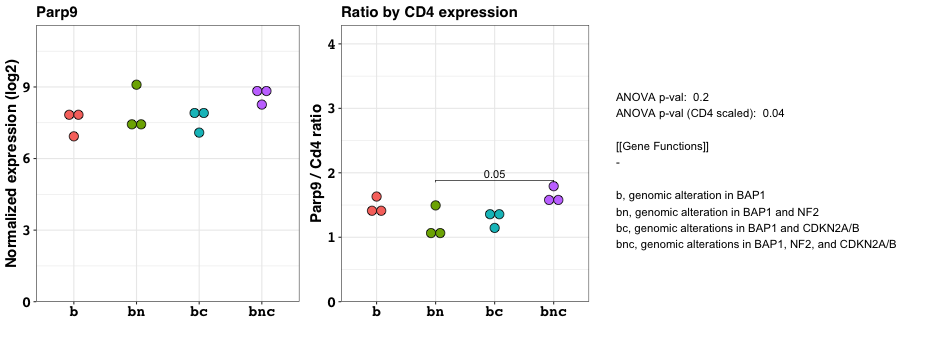 Parp9
Normalized expression (log2)
9
6
3
0
b bn bc bnc
Ratio by CD4 expression
Parp9 / Cd4 ratio
4
3
2
1
0
0.05
b bn bc bnc
ANOVA p-val: 0.2
ANOVA p-val (CD4 scaled): 0.04
[[Gene Functions]]
-
b, genomic alteration in BAP1
bn, genomic alteration in BAP1 and NF2
bc, genomic alterations in BAP1 and CDKN2A/B
bnc, genomic alterations in BAP1, NF2, and CDKN2A/B